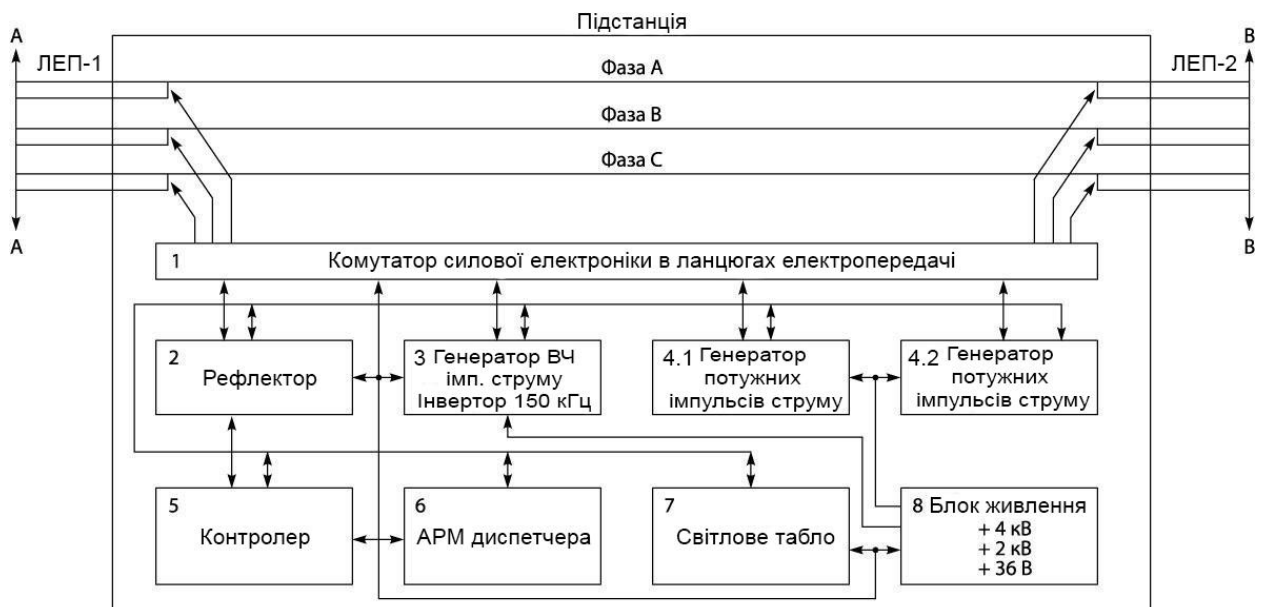 Підстанція
А
В
ЛЕП-1
ЛЕП-2
Фаза А
Фаза В
Фаза С
А
В
1 Комутатор силової електроніки в ланцюгах електропередачі
2
Рефлектор
3 Генератор ВЧ
імп. струму
Інвертор 150 кГц
4.1 Генератор
потужних
імпульсів струму
4.2 Генератор
потужних
імпульсів струму
5
Контролер
6
АРМ диспетчера
7
Світлове табло
8 Блок живлення
+ 4 кВ
+ 2 кВ
+ 36 В